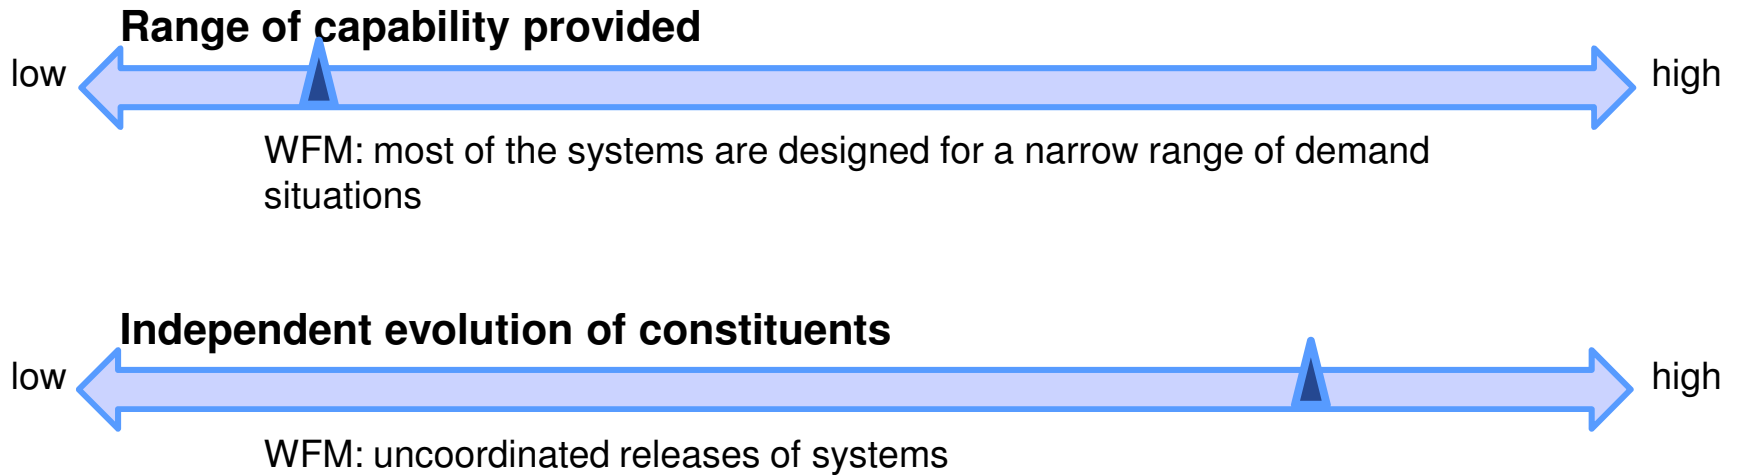 Range of capability provided
low
high
WFM: most of the systems are designed for a narrow range of demand
situations
Independent evolution of constituents
low
high
WFM: uncoordinated releases of systems